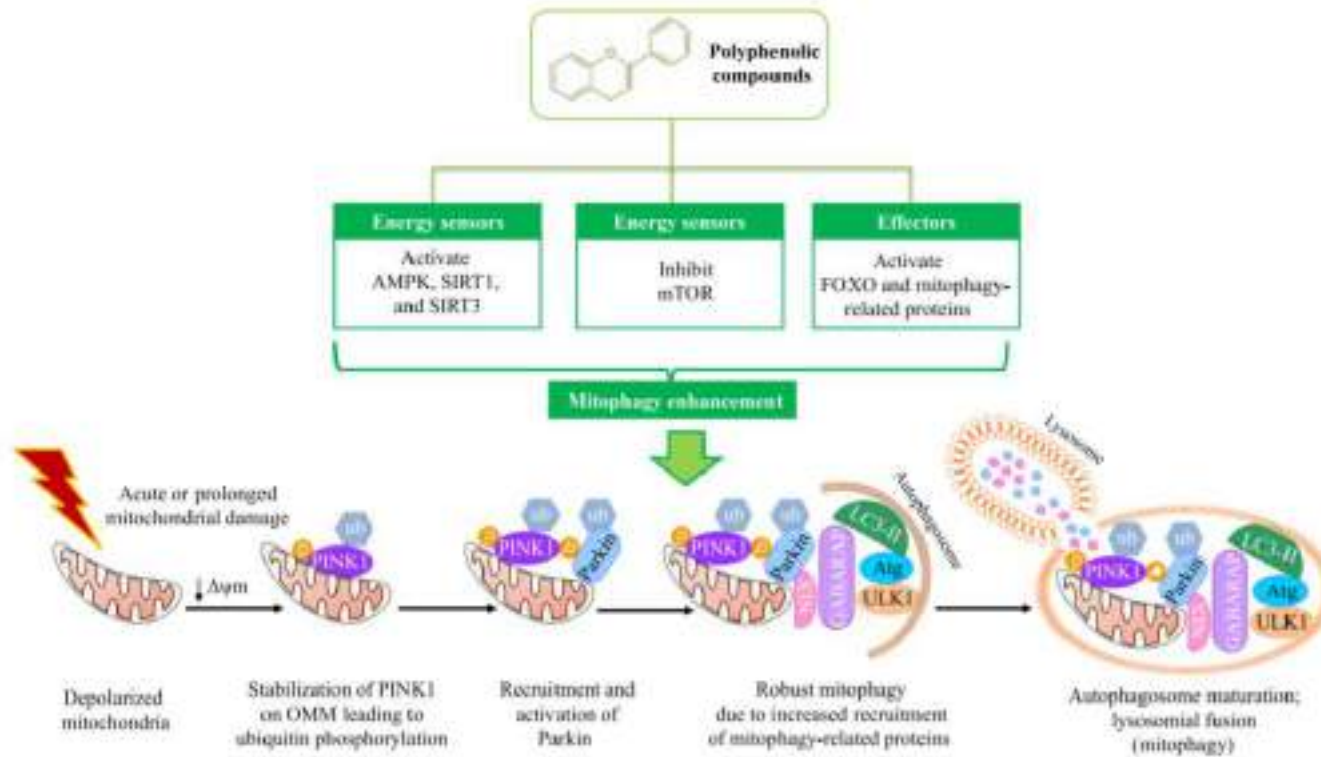 Polyphenolic
compounds
Energy sensors
Activate
AMPK, SIRT1,
and SIRT3
Energy sensors
Inhibit
mTOR
Effectors
Activate
FOXO and mitophagy-
related proteins
Mitophagy enhancement
Acute or prolonged
mitochondrial damage
↓ Δψm
ub
PINK1
ub
ub
PINK1
Parkin
ub
ub
PINK1
Parkin
GABARAP
LC3-II
Atg
ULK1
Autophagosome
Lysosome
ub
ub
PINK1
Parkin
GABARAP
LC3-II
Atg
ULK1
Depolarized
mitochondria
Stabilization of PINK1
on OMM leading to
ubiquitin phosphorylation
Recruitment and
activation of
Parkin
Robust mitophagy
due to increased recruitment
of mitophagy-related proteins
Autophagosome maturation;
lysosomial fusion
(mitophagy)